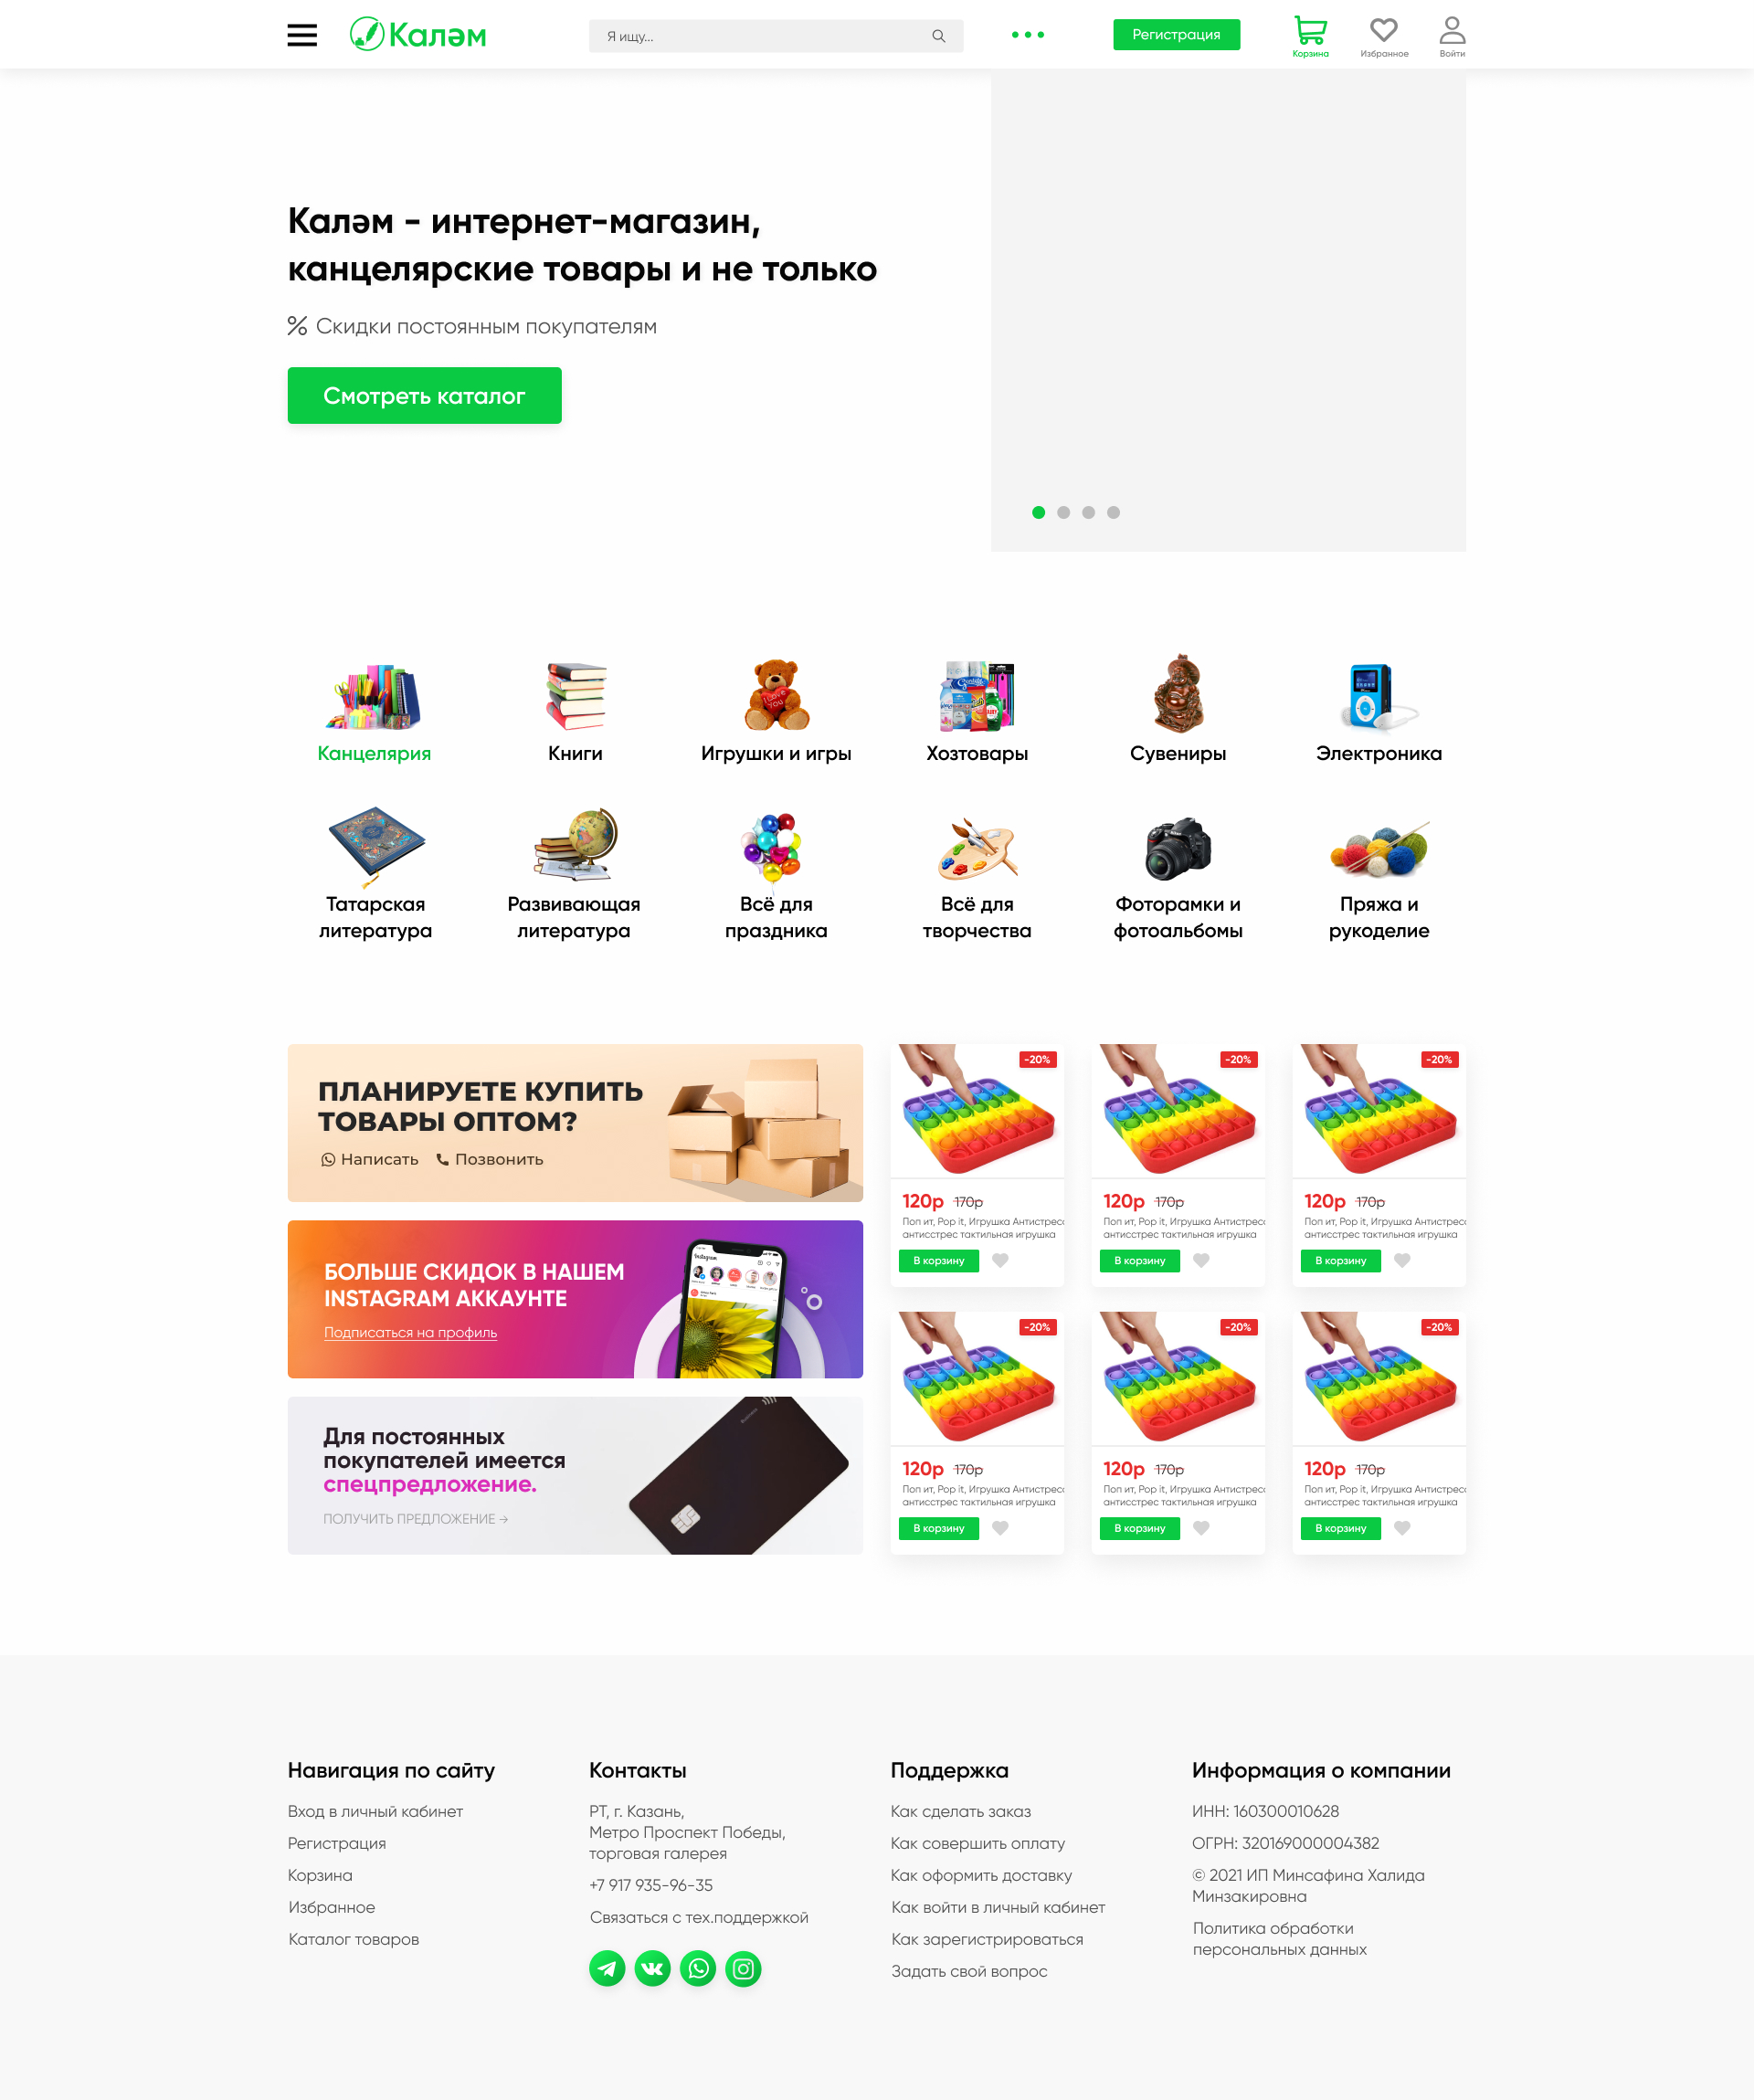 Каләм
Я ищу...
Регистрация
Корзина
Избранное
Войти
Каләм - интернет-магазин,
канцелярские товары и не только
Скидки постоянным покупателям
Смотреть каталог
Канцелярия
Книги
Игрушки и игры
Хозтовары
Сувениры
Электроника
Татарская
литература
Развивающая
литература
Всё для
праздника
Всё для
творчества
Фоторамки и
фотоальбомы
Пряжа и
рукоделие
ПЛАНИРУЕТЕ КУПИТЬ
ТОВАРЫ ОПТОМ?
Написать
Позвонить
БОЛЬШЕ СКИДОК В НАШЕМ
INSTAGRAM АККАУНТЕ
Подписаться на профиль
Instagram
Для постоянных
покупателей имеется
спецпредложение.
ПОЛУЧИТЬ ПРЕДЛОЖЕНИЕ →
-20%
120р 170р
Поп ит, Pop it, Игрушка Антистресс
антисстрес тактильная игрушка
В корзину
-20%
120р 170р
Поп ит, Pop it, Игрушка Антистресс
антисстрес тактильная игрушка
В корзину
-20%
120р 170р
Поп ит, Pop it, Игрушка Антистресс
антисстрес тактильная игрушка
В корзину
-20%
120р 170р
Поп ит, Pop it, Игрушка Антистресс
антисстрес тактильная игрушка
В корзину
-20%
120р 170р
Поп ит, Pop it, Игрушка Антистресс
антисстрес тактильная игрушка
В корзину
-20%
120р 170р
Поп ит, Pop it, Игрушка Антистресс
антисстрес тактильная игрушка
В корзину
Навигация по сайту
Вход в личный кабинет
Регистрация
Корзина
Избранное
Каталог товаров
Контакты
РТ, г. Казань,
Метро Проспект Победы,
торговая галерея
+7 917 935-96-35
Связаться с тех.поддержкой
Поддержка
Как сделать заказ
Как совершить оплату
Как оформить доставку
Как войти в личный кабинет
Как зарегистрироваться
Задать свой вопрос
Информация о компании
ИНН: 160300010628
ОГРН: 320169000004382
© 2021 ИП Минсафина Халида
Минзакировна
Политика обработки
персональных данных